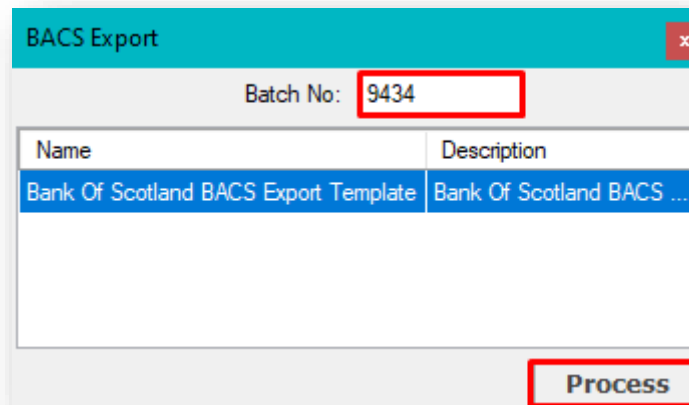 BACS Export x
Batch No: 9434
Name Description
Bank Of Scotland BACS Export Template Bank Of Scotland BACS ...
Process